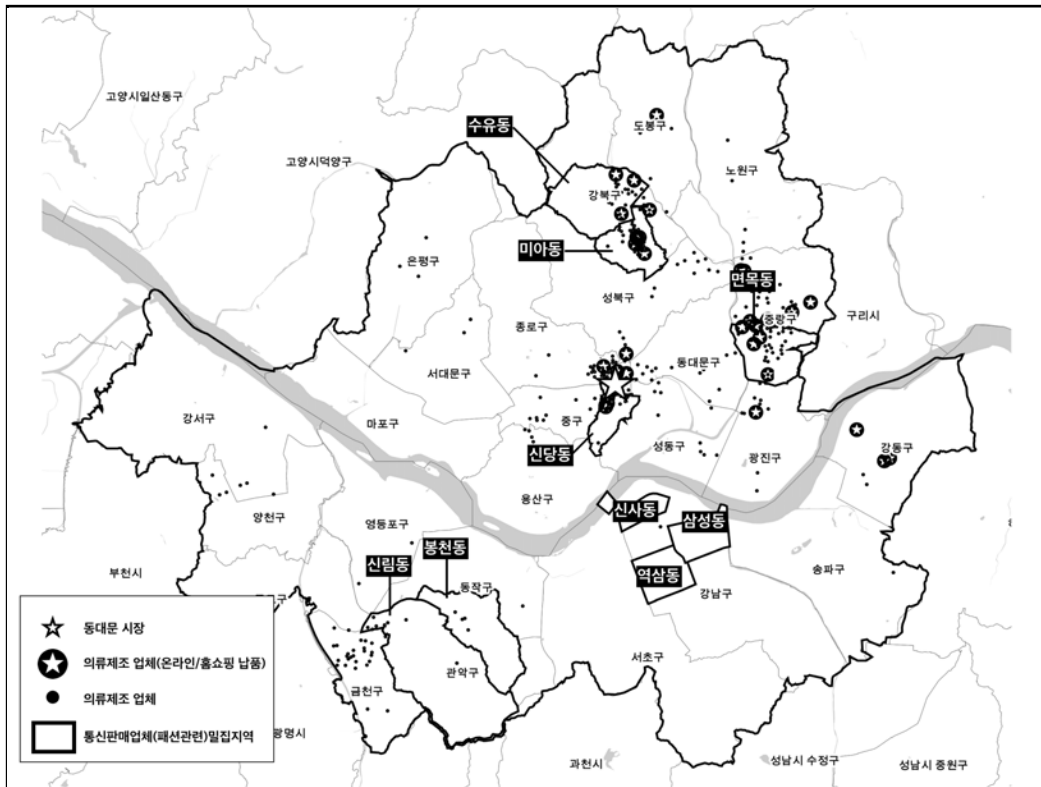 고양시일산동구
수유동
도봉구
고양시덕양구
노원구
강북구
미아동
은평구
면목동
성북구
종로구
중랑구
구리시
서대문구
동대문구
강서구
마포구
중구
신당동
성동구
광진구
강동구
용산구
양천구
영등포구
신사동
삼성동
부천시
신림동
봉천동
동작구
역삼동
강남구
송파구
관악구
서초구
금천구
광명시
과천시
성남시 수정구
성남시 중원구
동대문 시장
의류제조 업체(온라인/홈쇼핑 납품)
의류제조 업체
통신판매업체(패션관련)밀집지역